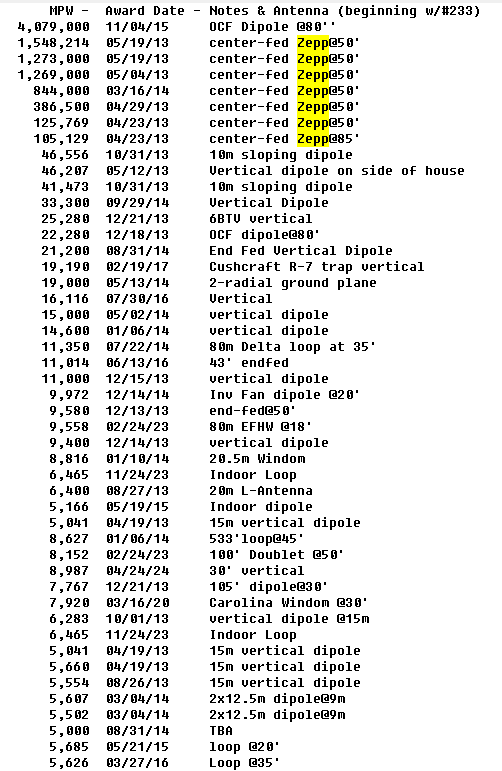 MPW - Award Date - Notes & Antenna (beginning w/#233)
4,079,000 11/04/15 OCF Dipole @80''
1,548,214 05/19/13 center-fed Zepp@50'
1,273,000 05/19/13 center-fed Zepp@50'
1,269,000 05/04/13 center-fed Zepp@50'
844,000 03/16/14 center-fed Zepp@50'
386,500 04/29/13 center-fed Zepp@50'
125,769 04/23/13 center-fed Zepp@50'
105,129 04/23/13 center-fed Zepp@85'
46,556 10/31/13 10m sloping dipole
46,207 05/12/13 Vertical dipole on side of house
41,473 10/31/13 10m sloping dipole
33,300 09/29/14 Vertical Dipole
25,280 12/21/13 6BTV vertical
22,280 12/18/13 OCF dipole@80'
21,200 08/31/14 End Fed Vertical Dipole
19,190 02/19/17 Cushcraft R-7 trap vertical
19,000 05/13/14 2-radial ground plane
16,116 07/30/16 Vertical
15,000 05/02/14 vertical dipole
14,600 01/06/14 vertical dipole
11,350 07/22/14 80m Delta loop at 35'
11,014 06/13/16 43' endfed
11,000 12/15/13 vertical dipole
9,972 12/14/14 Inv Fan dipole @20'
9,580 12/13/13 end-fed@50'
9,558 02/24/23 80m EFHW @18'
9,400 12/14/13 vertical dipole
8,816 01/10/14 20.5m Windom
6,465 11/24/23 Indoor Loop
6,400 08/27/13 20m L-Antenna
5,166 05/19/15 Indoor dipole
5,041 04/19/13 15m vertical dipole
8,627 01/06/14 533'loop@45'
8,152 02/24/23 100' Doublet @50'
8,987 04/24/24 30' vertical
7,767 12/21/13 105' dipole@30'
7,920 03/16/20 Carolina Windom @30'
6,283 10/01/13 vertical dipole @15m
6,465 11/24/23 Indoor Loop
5,041 04/19/13 15m vertical dipole
5,660 04/19/13 15m vertical dipole
5,554 08/26/13 15m vertical dipole
5,607 03/04/14 2x12.5m dipole@9m
5,502 03/04/14 2x12.5m dipole@9m
5,000 08/31/14 TBA
5,685 05/21/15 loop @20'
5,626 03/27/16 Loop @35'